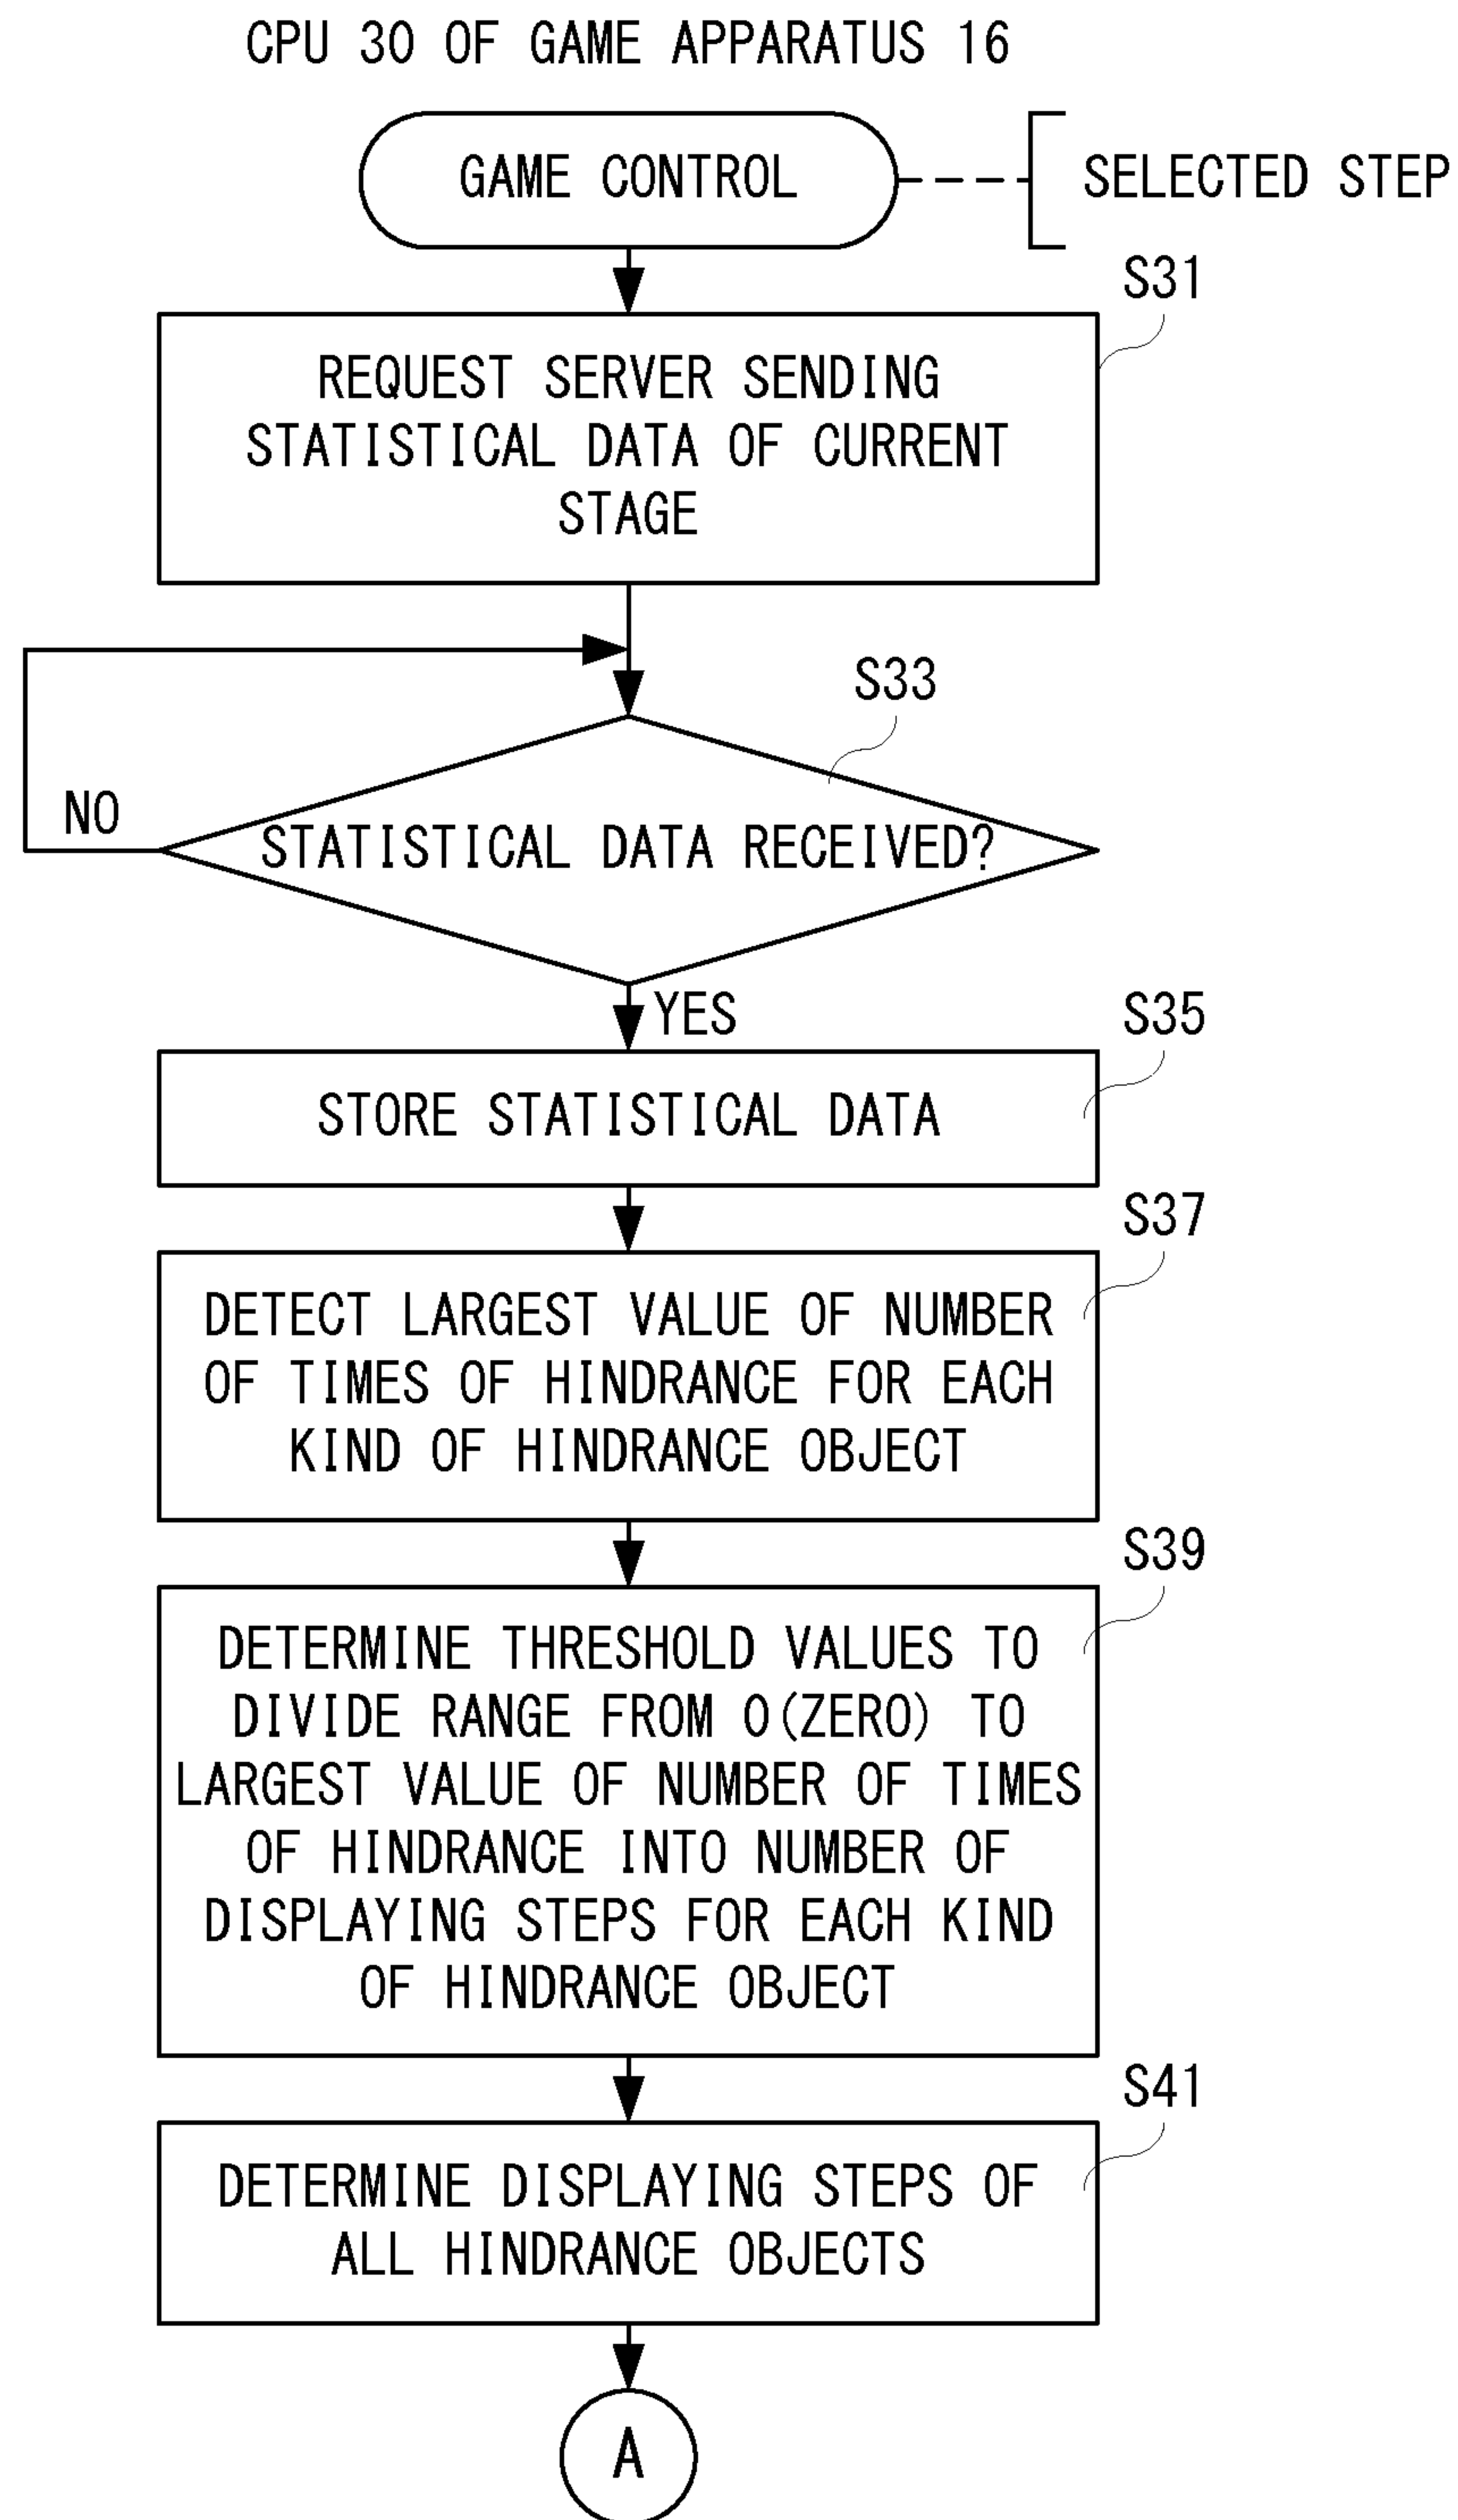 CPU 30 OF GAME APPARATUS 16
GAME CONTROL
SELECTED STEP
S31
REQUEST SERVER SENDING
STATISTICAL DATA OF CURRENT
STAGE
S33
NO
STATISTICAL DATA RECEIVED?
YES
S35
STORE STATISTICAL DATA
S37
DETECT LARGEST VALUE OF NUMBER
OF TIMES OF HINDRANCE FOR EACH
KIND OF HINDRANCE OBJECT
S39
DETERMINE THRESHOLD VALUES TO
DIVIDE RANGE FROM 0(ZERO) TO
LARGEST VALUE OF NUMBER OF TIMES
OF HINDRANCE INTO NUMBER OF
DISPLAYING STEPS FOR EACH KIND
OF HINDRANCE OBJECT
S41
DETERMINE DISPLAYING STEPS OF
ALL HINDRANCE OBJECTS
A